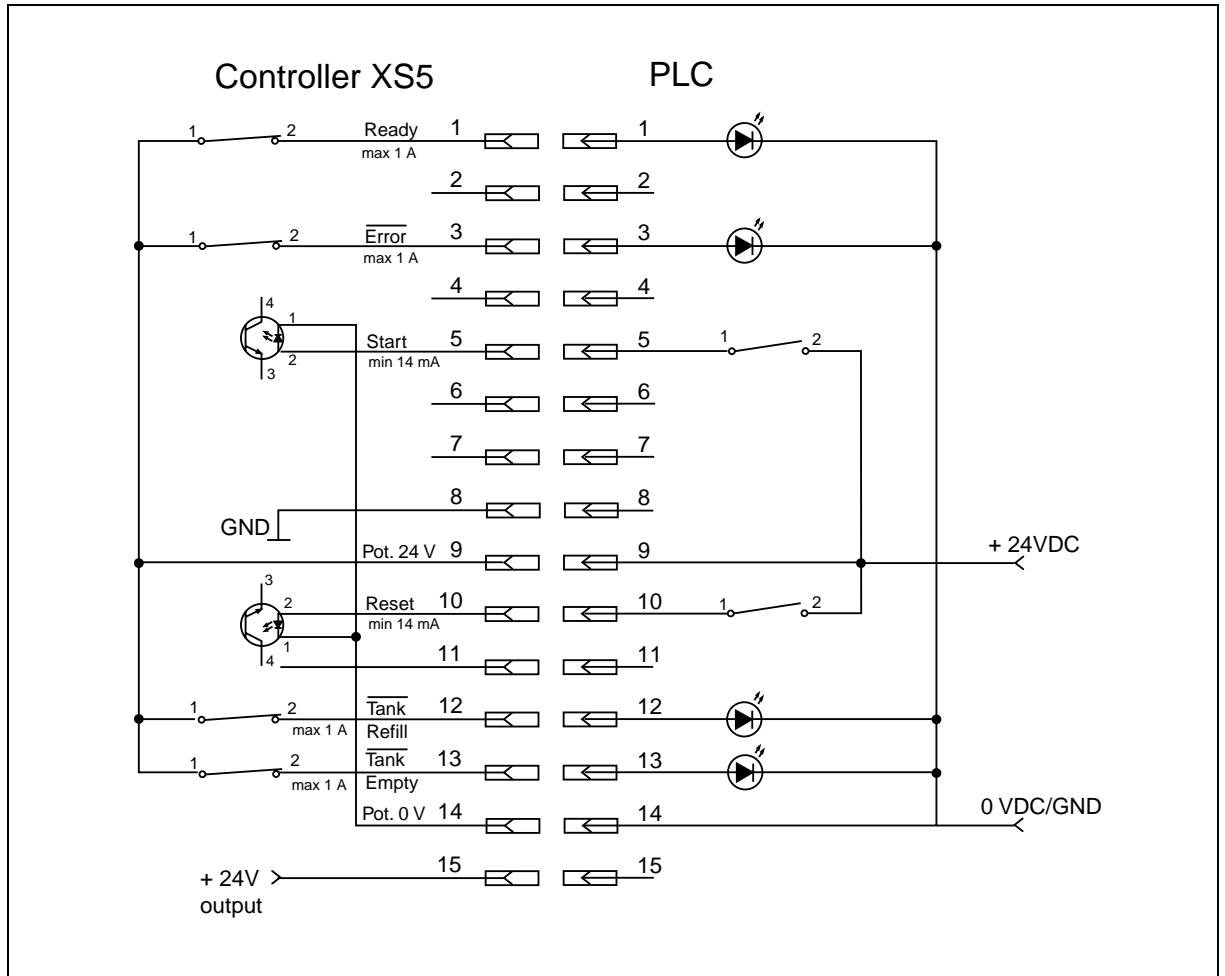 Controller XS5 PLC
1 2 Ready 1 1
max 1 A
2 2
1 2 Error 3 3
max 1 A
4 4
4
1
Start 5 5 1 2
2 min 14 mA
3
6 6
7 7
8 8
GND
Pot. 24 V 9 9 + 24VDC
3
2 Reset 10 10 1 2
min 14 mA
1
4 11 11
1 2 Tank 12 12
max 1 A Refill
1 2 Tank 13 13
max 1 A Empty
Pot. 0 V 14 14 0 VDC/GND
15 15
+ 24V
output